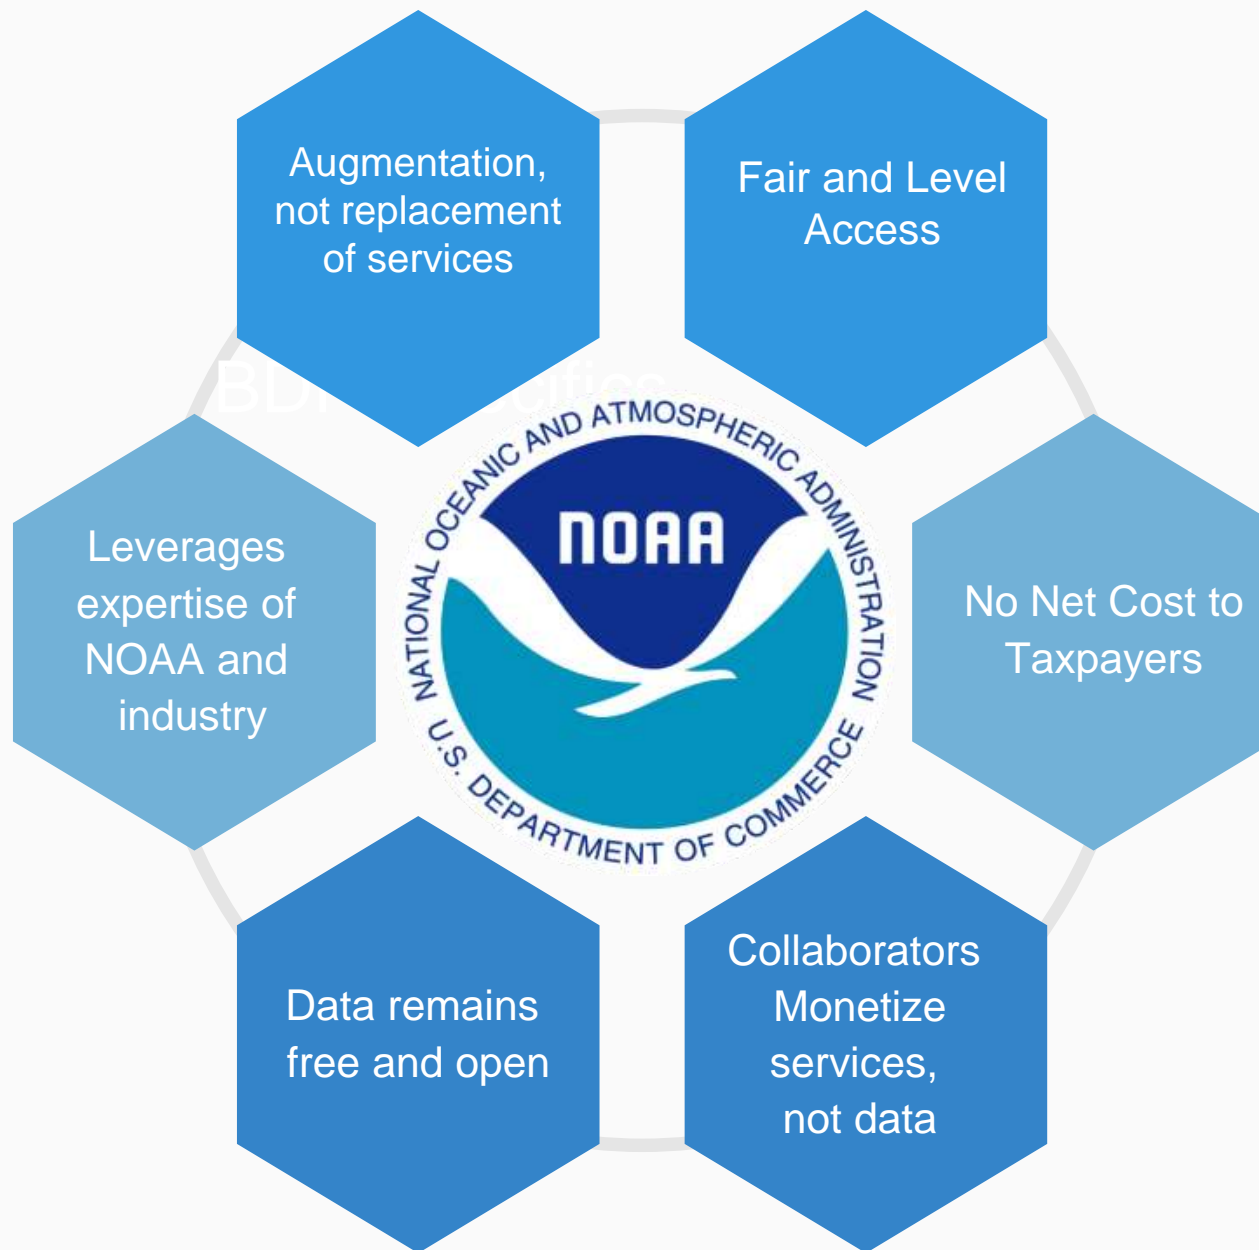 Augmentation,
not replacement
of services
Fair and Level
Access
Leverages
expertise of
NOAA and
industry
NATIONAL OCEANIC AND ATMOSPHERIC ADMINISTRATION
NOAA
U.S. DEPARTMENT OF COMMERCE
No Net Cost to
Taxpayers
Data remains
free and open
Collaborators
Monetize
services,
not data